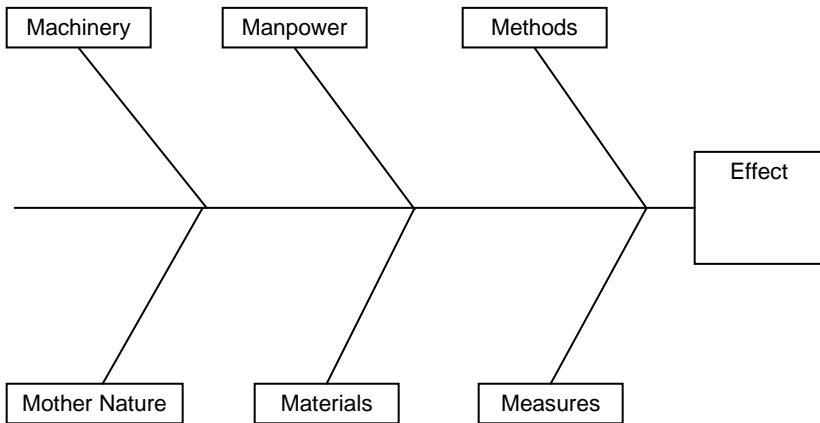 Machinery
Manpower
Methods
Effect
Mother Nature
Materials
Measures